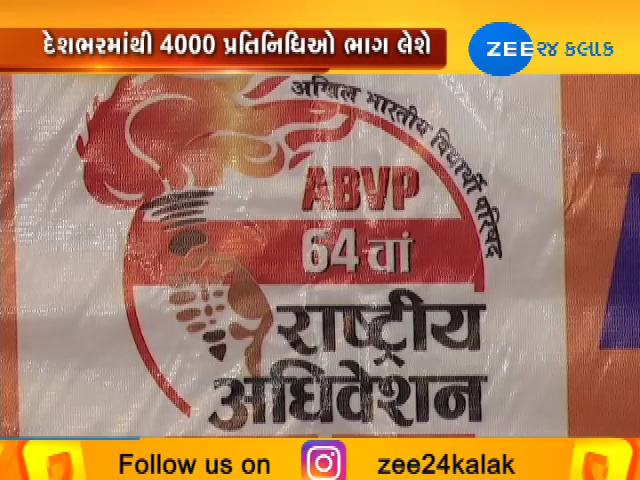 દેશભરમાંથી 4000 પ્રતિનિધિઓ ભાગ લેશે
ZEE ૨૪ કલાક
अखिल भारतीय विद्यार्थी परिषद
ABVP
64 वां
राष्ट्रीय
अधिवेशन
Follow us on zee24kalak